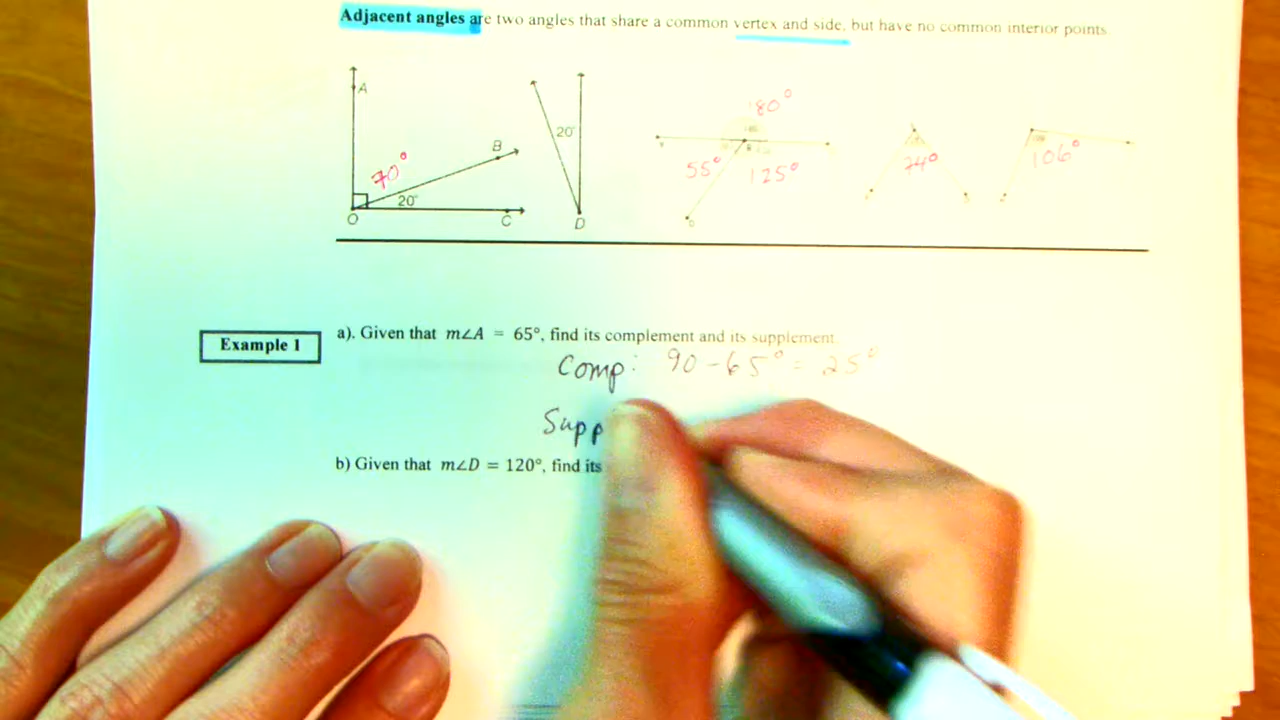 Adjacent angles are two angles that share a common vertex and side, but have no common interior points
A
B
70°
20°
O
C
20°
D
180°
55°
125°
74°
106°
Example 1
a). Given that m∠A = 65°, find its complement and its supplement.
Comp: 90-65° = 25°
Supp
b) Given that m∠D = 120°, find its